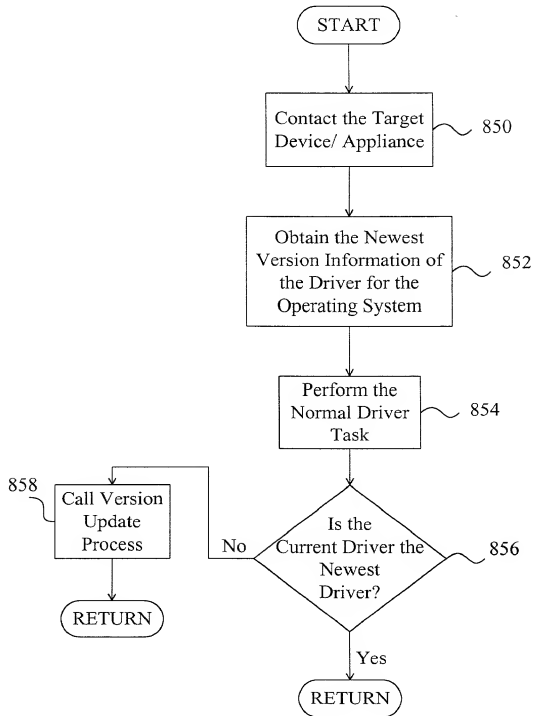 START
Contact the Target
Device/ Appliance
850
Obtain the Newest
Version Information of
the Driver for the
Operating System
852
Perform the
Normal Driver
Task
854
Is the
Current Driver the
Newest
Driver?
856
No
858
Call Version
Update
Process
RETURN
Yes
RETURN